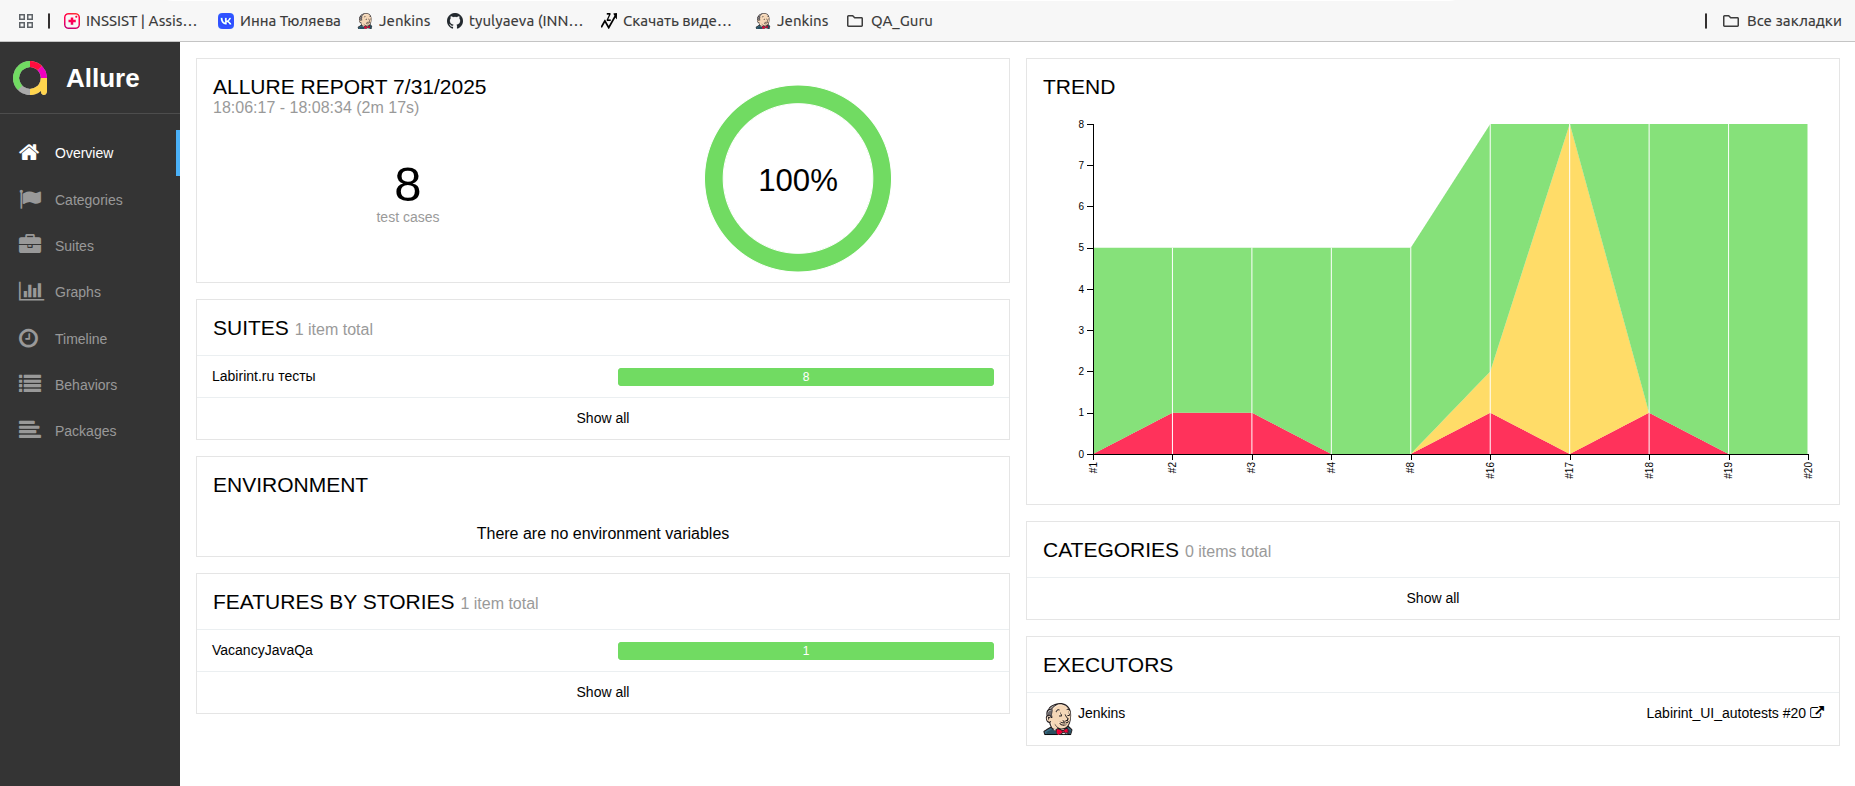 INSSIST | Assis...
Инна Тюляева
Jenkins
tyulyaeva (INN...
Скачать виде...
Jenkins
QA_Guru
Все закладки
Allure
Overview
Categories
Suites
Graphs
Timeline
Behaviors
Packages
ALLURE REPORT 7/31/2025
18:06:17 - 18:08:34 (2m 17s)
8
test cases
100%
SUITES 1 item total
Labirint.ru тесты
8
Show all
ENVIRONMENT
There are no environment variables
FEATURES BY STORIES 1 item total
VacancyJavaQa
1
Show all
TREND
8
7
6
5
4
3
2
1
0
#1
#2
#3
#4
#8
#16
#17
#18
#19
#20
CATEGORIES 0 items total
Show all
EXECUTORS
Jenkins
Labirint_UI_autotests #20